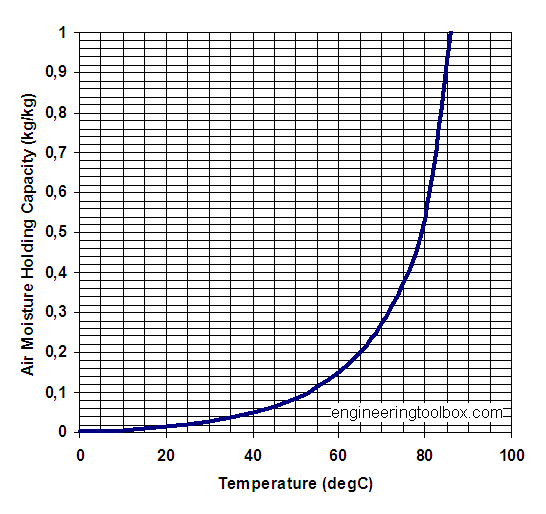 1
0,9
0,8
0,7
0,6
0,5
0,4
0,3
0,2
0,1
0
Air Moisture Holding Capacity (kg/kg)
engineeringtoolbox.com
0 20 40 60 80 100
Temperature (degC)